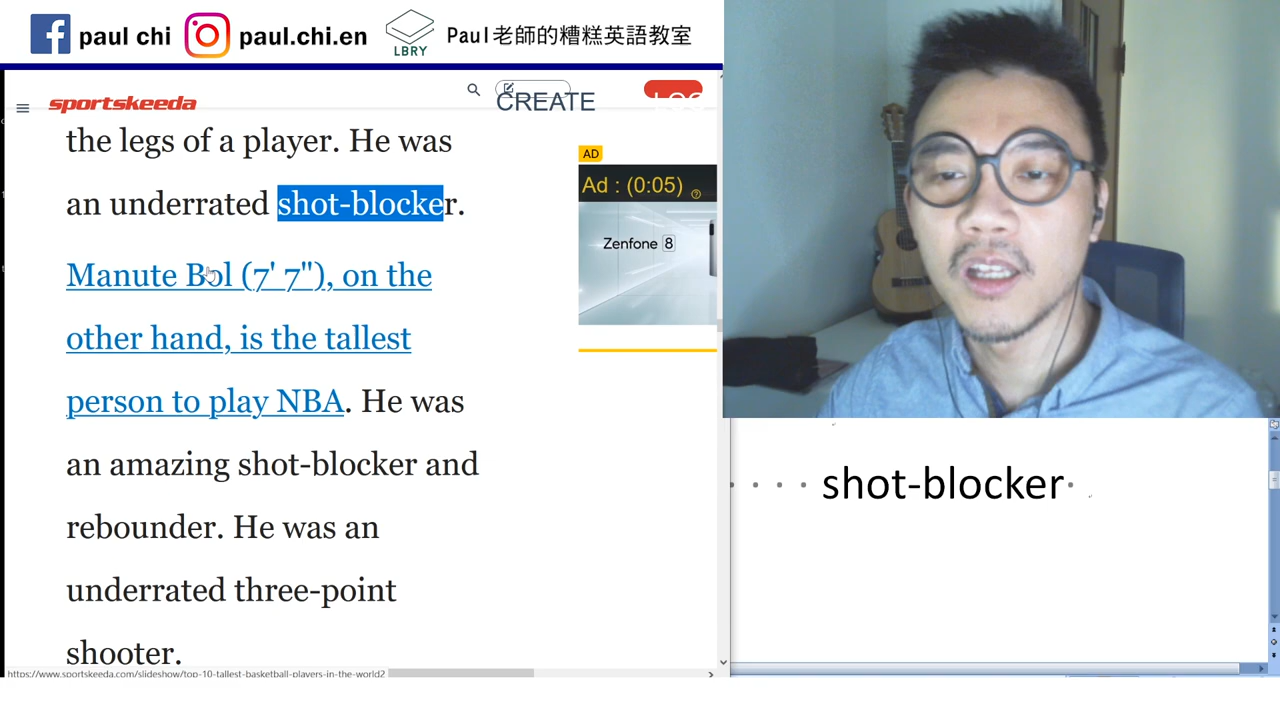 paul chi
paul.chi.en
LBRY
Paul老師的糟糕英語教室
sportskeeda
CREATE
LOG
the legs of a player. He was
an underrated shot-blocker.
Manute Bol (7' 7"), on the
other hand, is the tallest
person to play NBA. He was
an amazing shot-blocker and
rebounder. He was an
underrated three-point
shooter.
AD
Ad : (0:05)
Zenfone 8
shot-blocker
https://www.sportskeeda.com/slideshow/top-10-tallest-basketball-players-in-the-world2